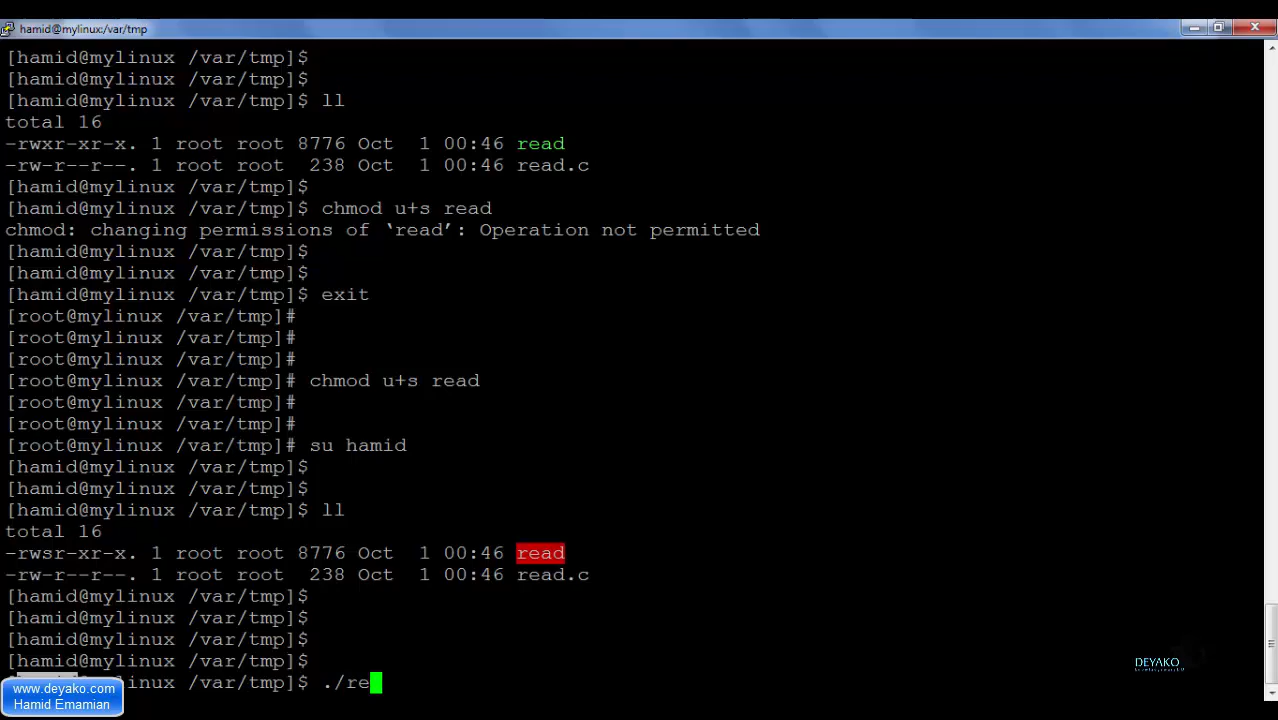 hamid@mylinux:/var/tmp
[hamid@mylinux /var/tmp]$
[hamid@mylinux /var/tmp]$
[hamid@mylinux /var/tmp]$ ll
total 16
-rwxr-xr-x. 1 root root 8776 Oct  1 00:46 read
-rw-r--r--. 1 root root  238 Oct  1 00:46 read.c
[hamid@mylinux /var/tmp]$
[hamid@mylinux /var/tmp]$ chmod u+s read
chmod: changing permissions of ‘read’: Operation not permitted
[hamid@mylinux /var/tmp]$
[hamid@mylinux /var/tmp]$
[hamid@mylinux /var/tmp]$ exit
[root@mylinux /var/tmp]#
[root@mylinux /var/tmp]#
[root@mylinux /var/tmp]#
[root@mylinux /var/tmp]# chmod u+s read
[root@mylinux /var/tmp]#
[root@mylinux /var/tmp]#
[root@mylinux /var/tmp]# su hamid
[hamid@mylinux /var/tmp]$
[hamid@mylinux /var/tmp]$
[hamid@mylinux /var/tmp]$ ll
total 16
-rwsr-xr-x. 1 root root 8776 Oct  1 00:46 read
-rw-r--r--. 1 root root  238 Oct  1 00:46 read.c
[hamid@mylinux /var/tmp]$
[hamid@mylinux /var/tmp]$
[hamid@mylinux /var/tmp]$
[hamid@mylinux /var/tmp]$
linux /var/tmp]$ ./re
DEYAKO
www.deyako.com
Hamid Emamian